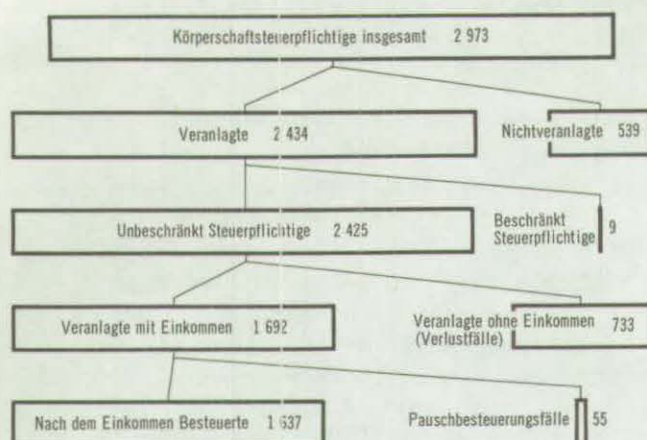 Körperschaftsteuerpflichtige insgesamt 2 973
Veranlagte 2 434
Nichtveranlagte 539
Unbeschränkt Steuerpflichtige 2 425
Beschränkt
Steuerpflichtige 9
Veranlagte mit Einkommen 1 692
Veranlagte ohne Einkommen 733
(Verlustfälle)
Nach dem Einkommen Besteuerte 1 637
Pauschbesteuerungsfälle 55